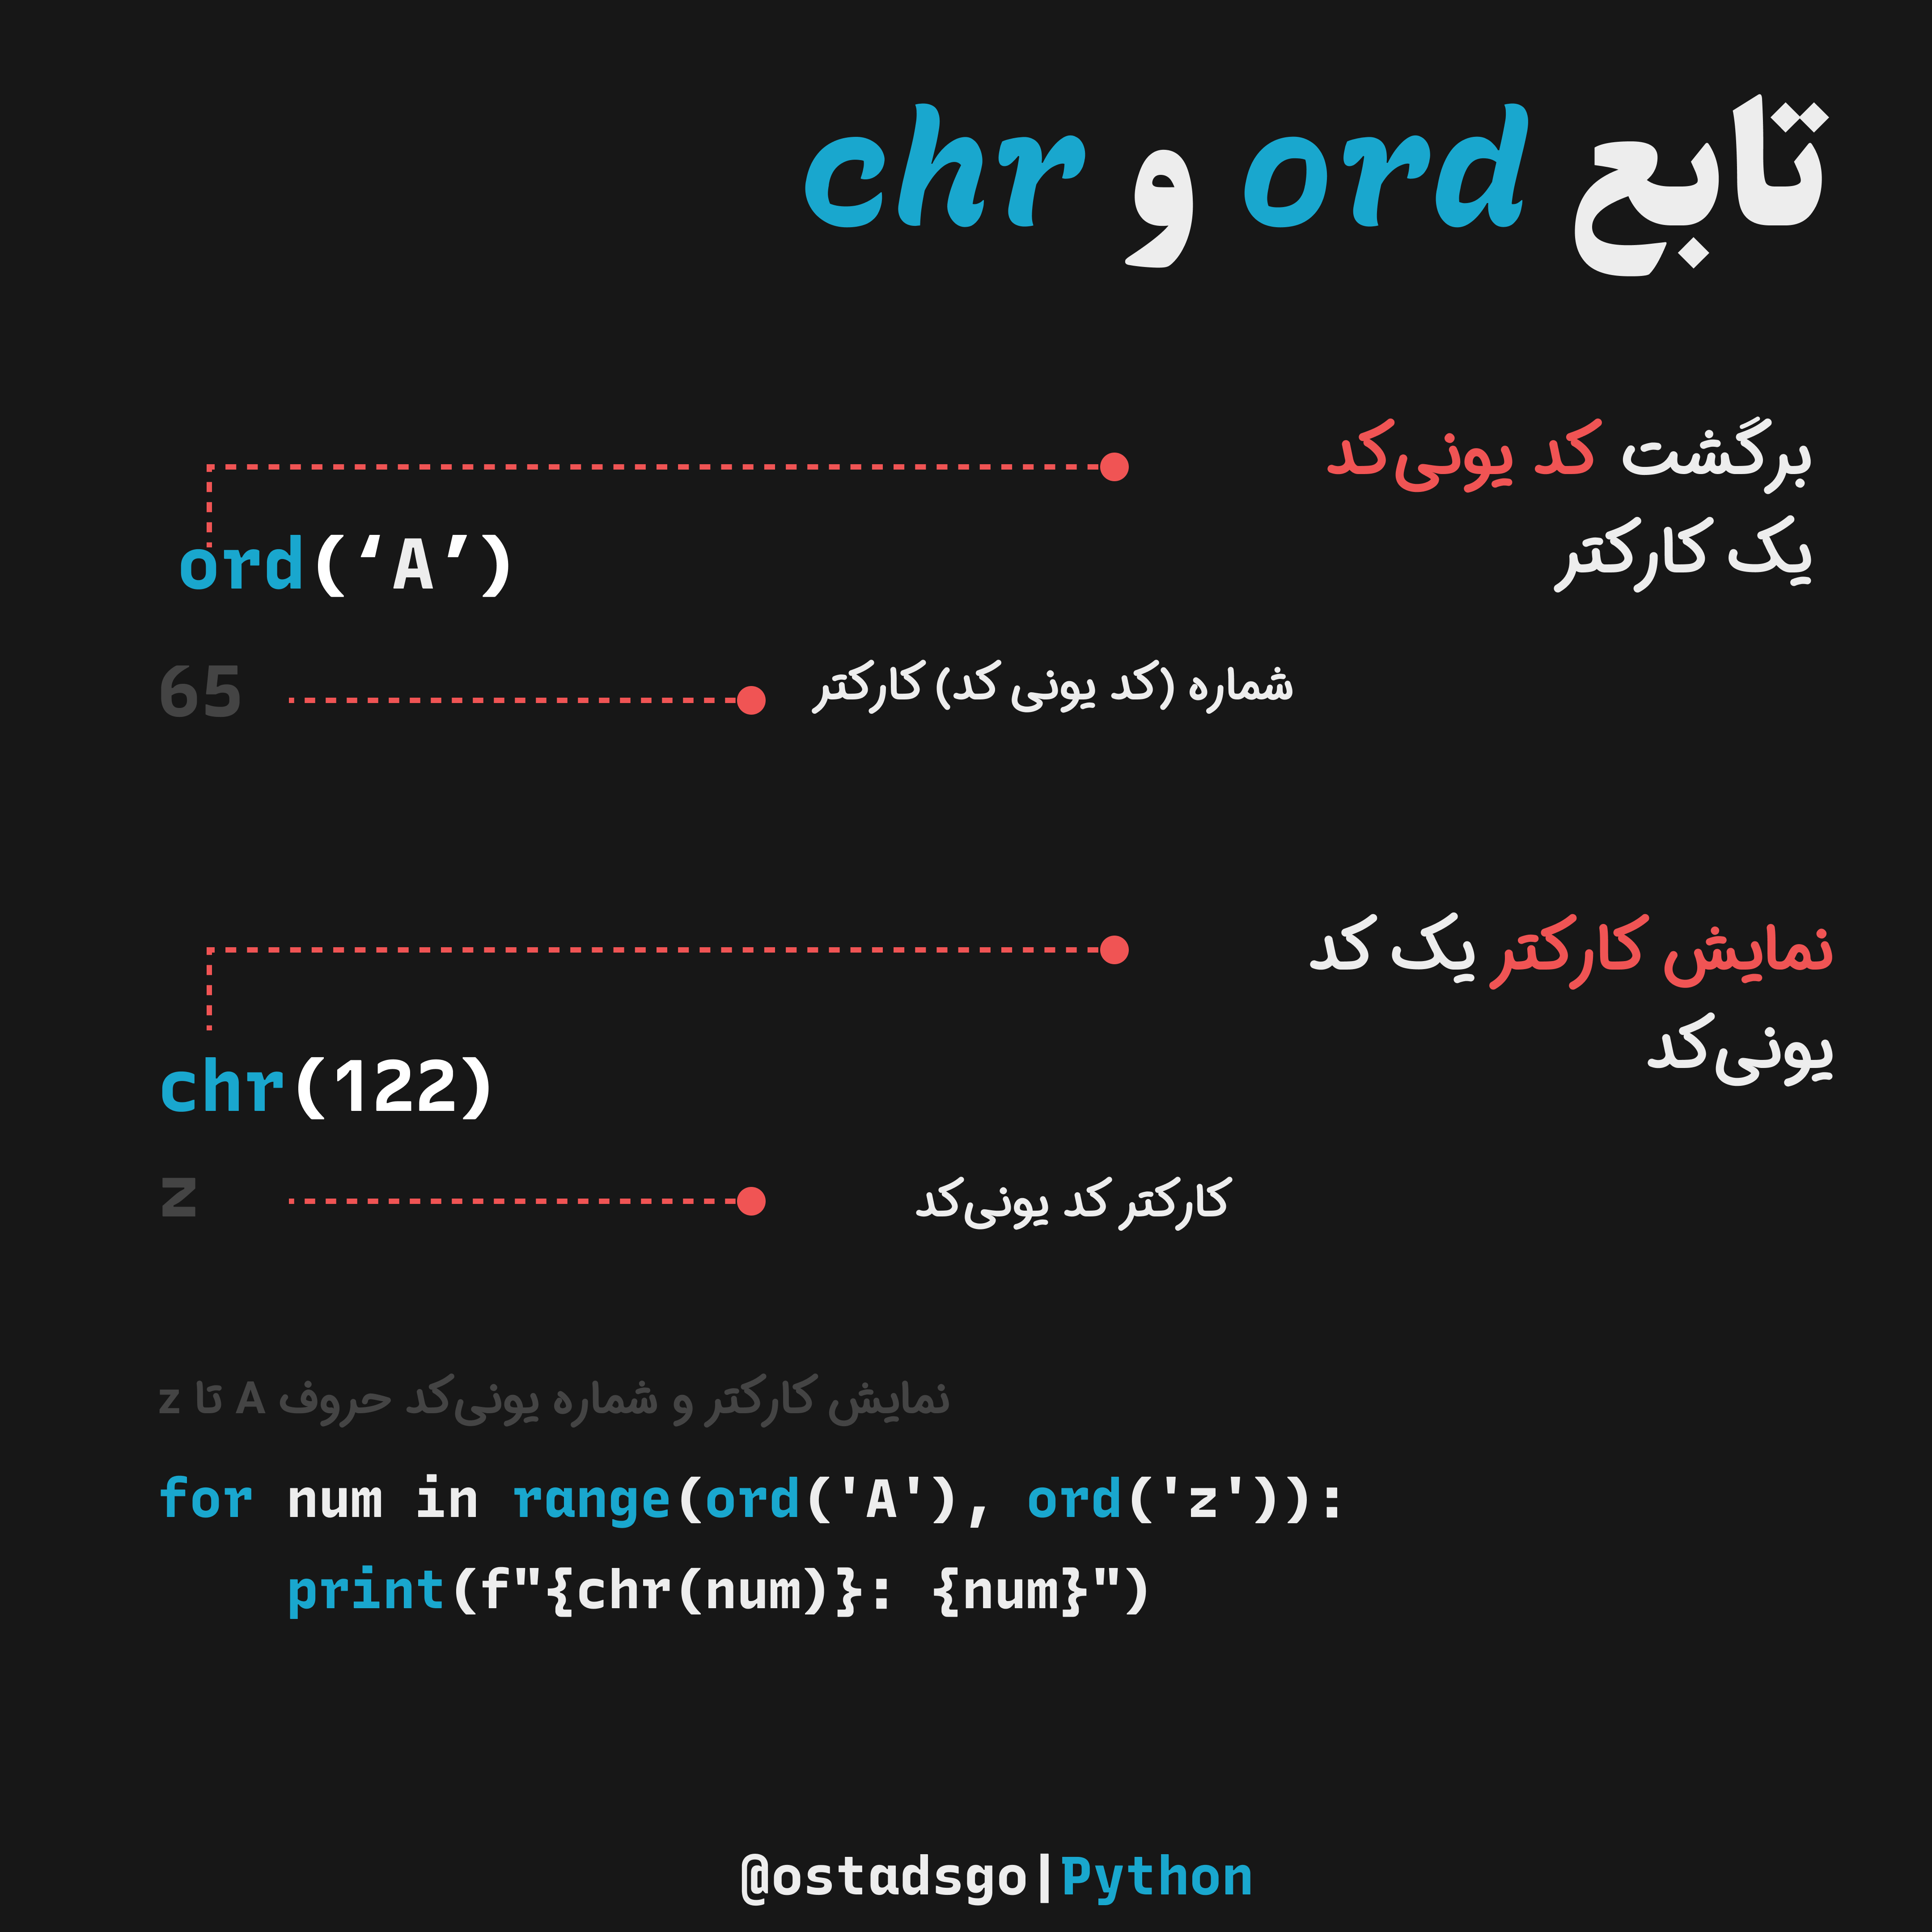 تابع ord و chr
برگشت کد یونی‌کد
یک کارکتر
ord(‘A’)
65
شماره (کد یونی کد) کارکتر
نمایش کارکتر یک کد
یونی‌کد
chr(122)
z
کارکتر کد یونی‌کد
نمایش کارکتر و شماره یونی‌کد حروف A تا z
for num in range(ord('A'), ord('z')):
    print(f"{chr(num)}: {num}")
@ostadsgo|Python